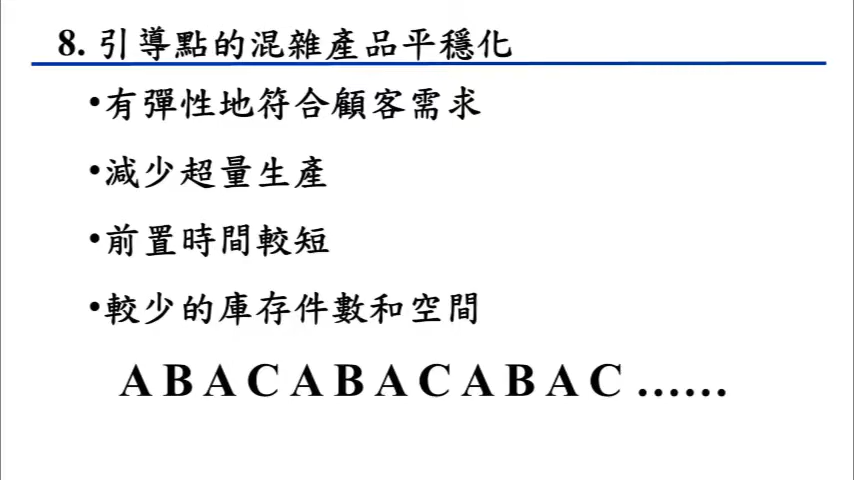 8. 引導點的混雜產品平穩化
•有彈性地符合顧客需求
•減少超量生產
•前置時間較短
•較少的庫存件數和空間
A B A C A B A C A B A C ......